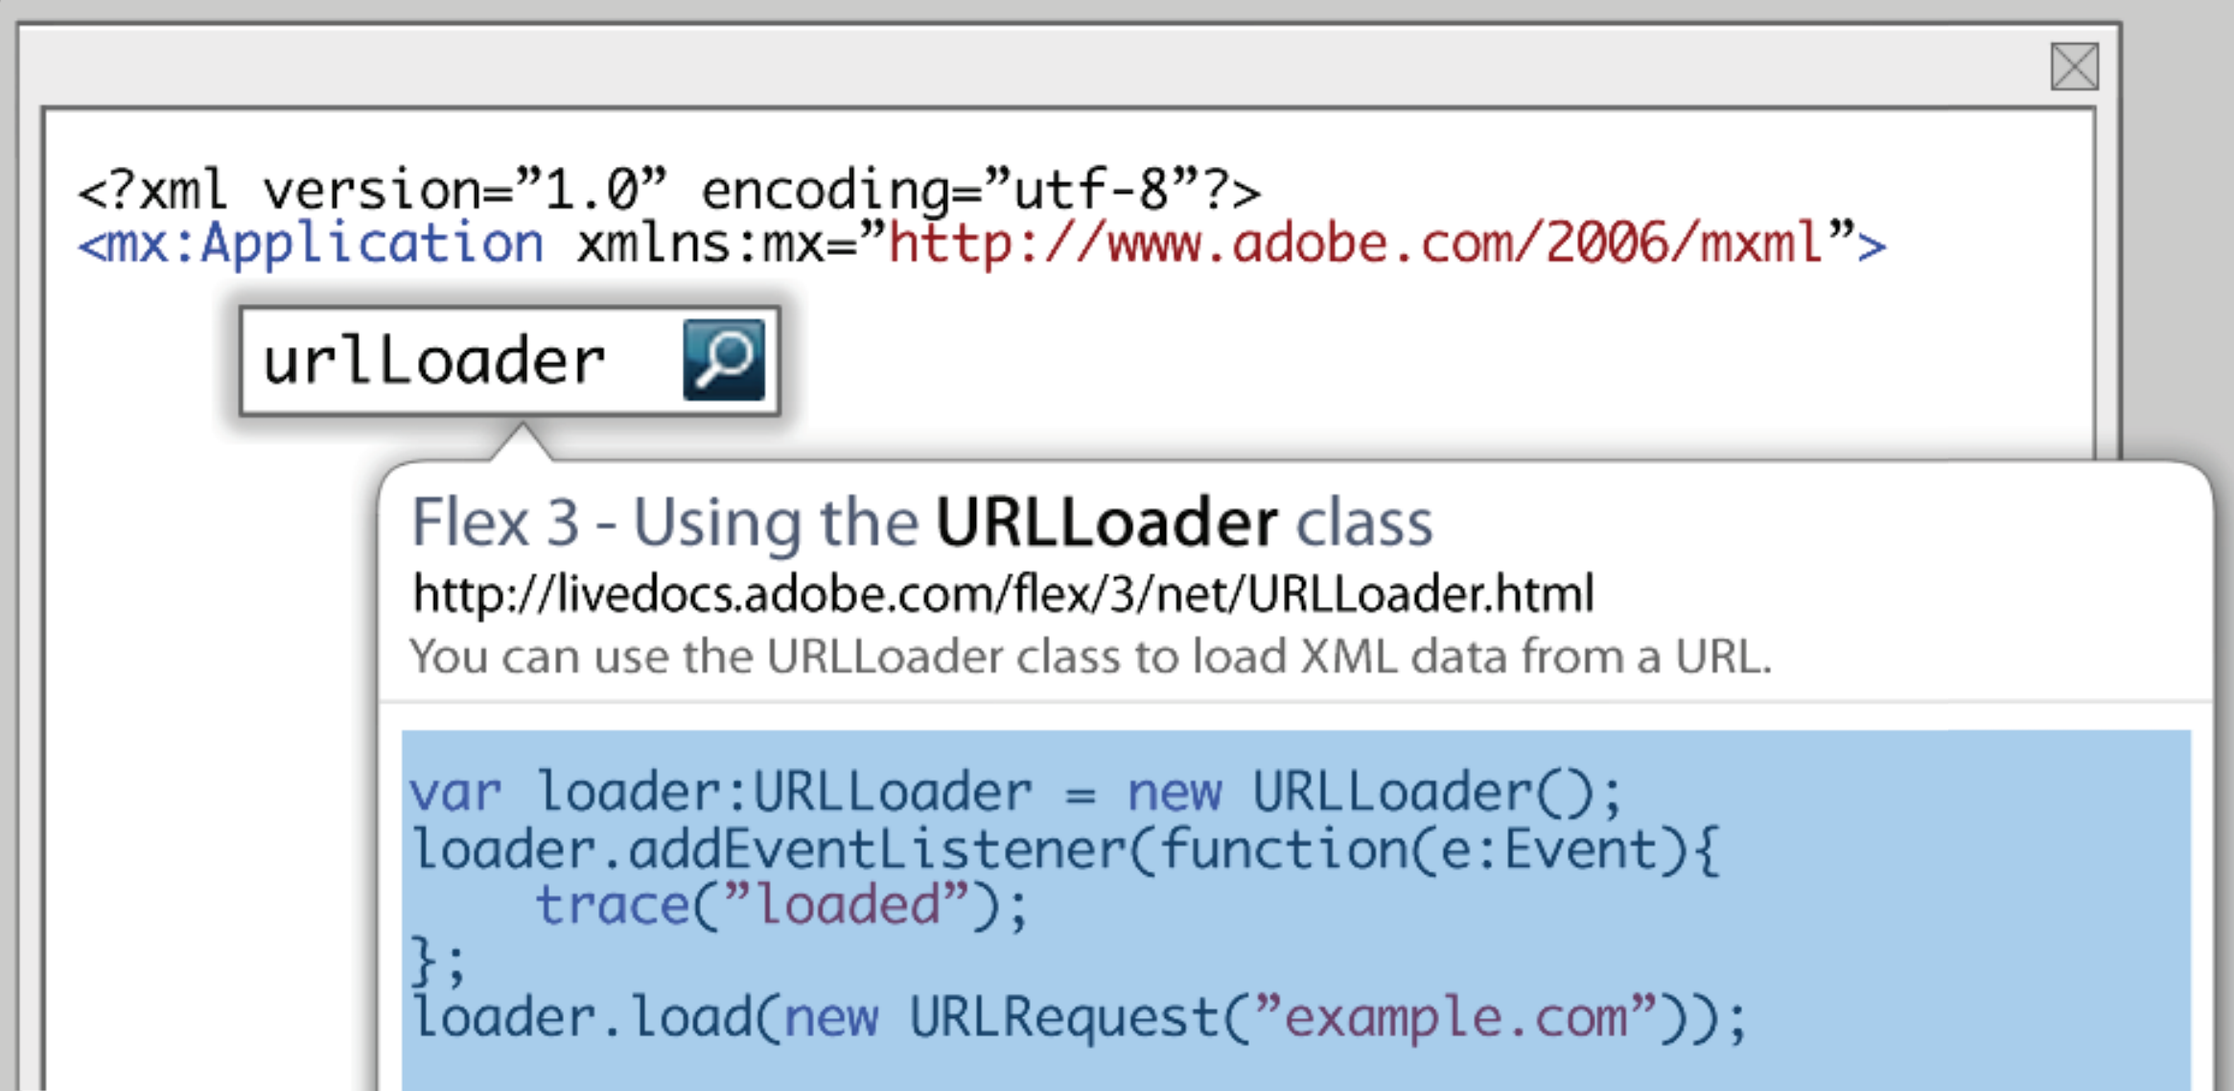 <?xml version=”1.0” encoding=”utf-8”?>
<mx:Application xmlns:mx=”http://www.adobe.com/2006/mxml”>
urlLoader
Flex 3 - Using the URLLoader class
http://livedocs.adobe.com/flex/3/net/URLLoader.html
You can use the URLLoader class to load XML data from a URL.
var loader:URLLoader = new URLLoader();
loader.addEventListener(function(e:Event){
    trace(”loaded”);
};
loader.load(new URLRequest(”example.com”));